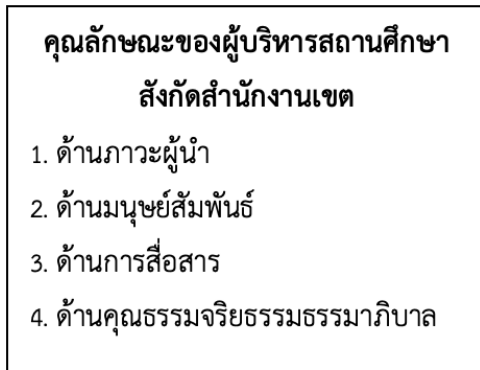 คุณลักษณะของผู้บริหารสถานศึกษา
สังกัดสำนักงานเขต
1. ด้านภาวะผู้นำ
2. ด้านมนุษย์สัมพันธ์
3. ด้านการสื่อสาร
4. ด้านคุณธรรมจริยธรรมธรรมาภิบาล